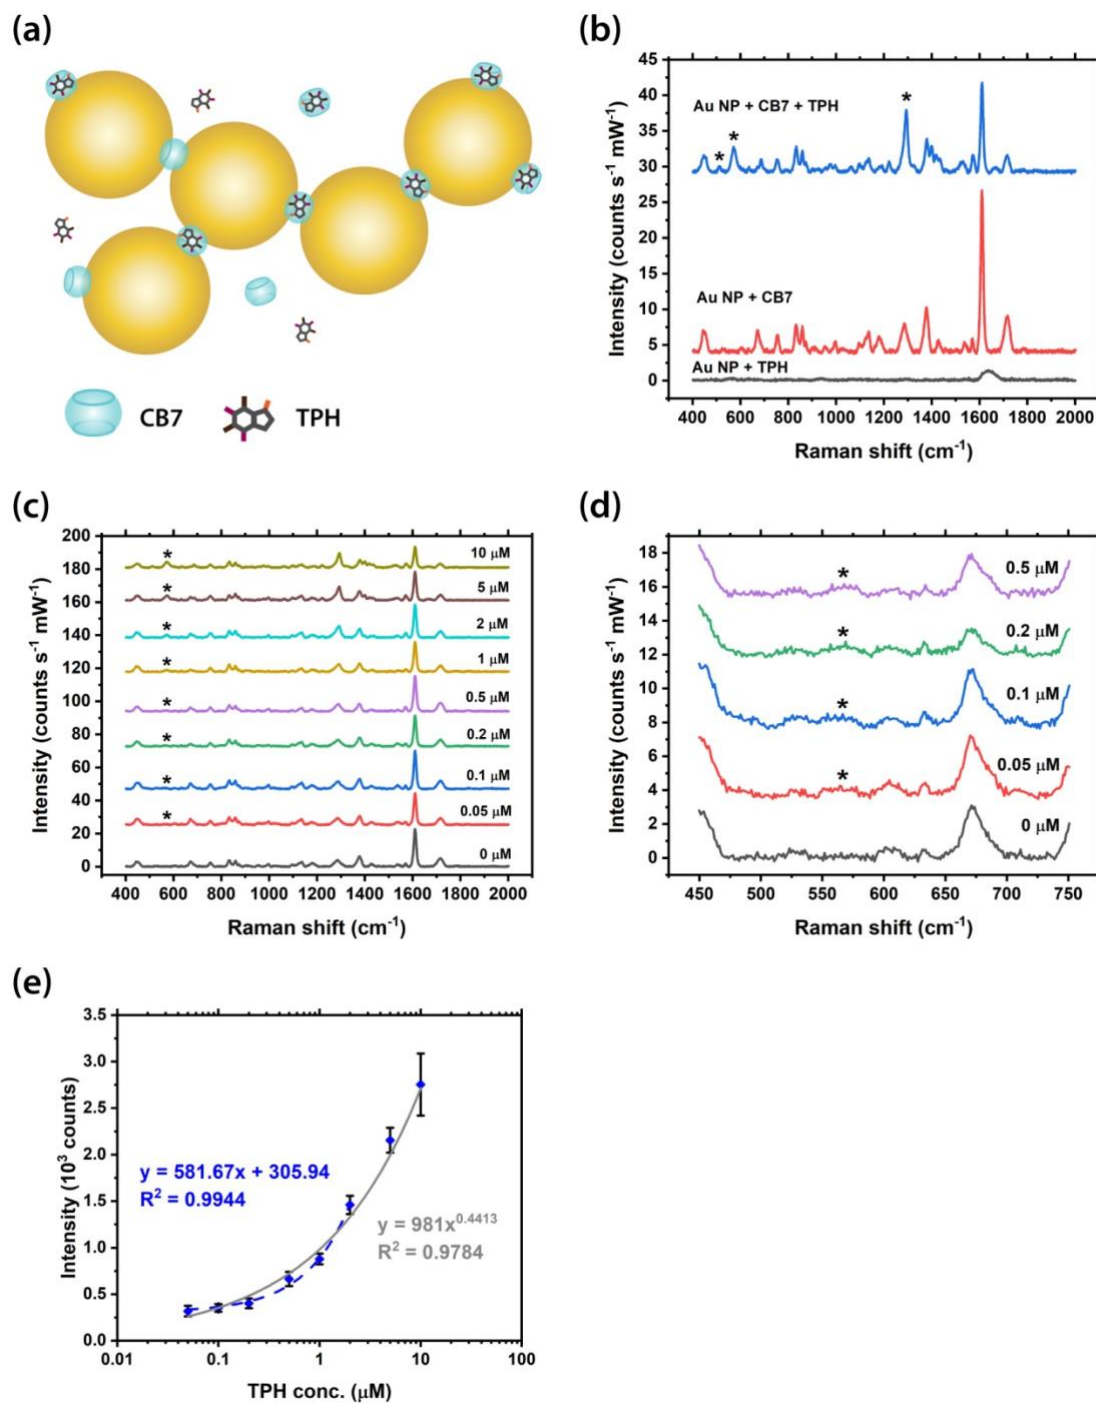 (a)
CB7
TPH
(b)
45
40
35
30
25
20
15
10
5
0
Intensity (counts s⁻¹ mW⁻¹)
Au NP + CB7 + TPH
*
*
*
Au NP + CB7
Au NP + TPH
400 600 800 1000 1200 1400 1600 1800 2000
Raman shift (cm⁻¹)
(c)
200
180
160
140
120
100
80
60
40
20
0
Intensity (counts s⁻¹ mW⁻¹)
* 10 μM
* 5 μM
* 2 μM
* 1 μM
* 0.5 μM
* 0.2 μM
* 0.1 μM
* 0.05 μM
0 μM
400 600 800 1000 1200 1400 1600 1800 2000
Raman shift (cm⁻¹)
(d)
18
16
14
12
10
8
6
4
2
0
Intensity (counts s⁻¹ mW⁻¹)
* 0.5 μM
* 0.2 μM
* 0.1 μM
* 0.05 μM
0 μM
450 500 550 600 650 700 750
Raman shift (cm⁻¹)
(e)
3.5
3.0
2.5
2.0
1.5
1.0
0.5
0.0
Intensity (10³ counts)
y = 581.67x + 305.94
R² = 0.9944
y = 981x⁰·⁴⁴¹³
R² = 0.9784
0.01 0.1 1 10 100
TPH conc. (μM)